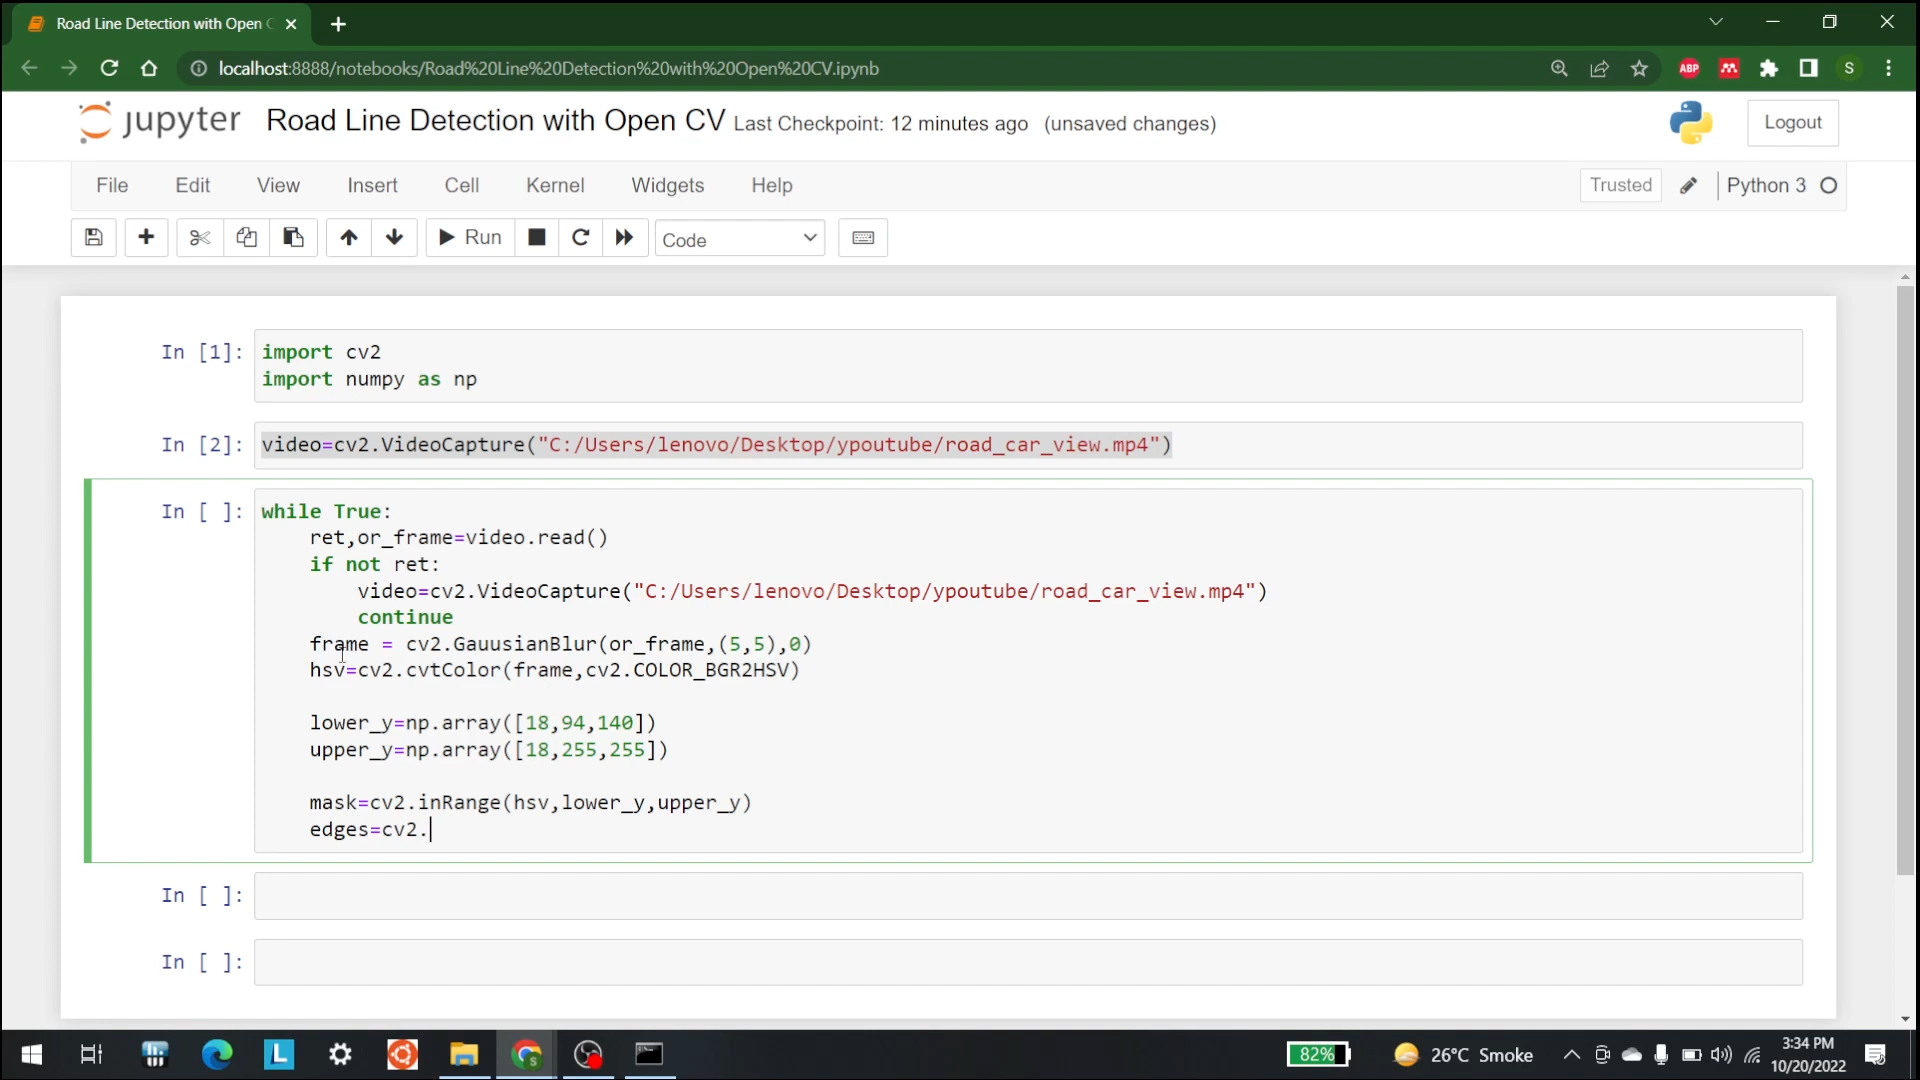 Road Line Detection with Open C
localhost:8888/notebooks/Road%20Line%20Detection%20with%20Open%20CV.ipynb
ABP
S
jupyter Road Line Detection with Open CV Last Checkpoint: 12 minutes ago (unsaved changes)
Logout
File Edit View Insert Cell Kernel Widgets Help
Trusted Python 3
Run Code
In [1]: import cv2
import numpy as np
In [2]: video=cv2.VideoCapture("C:/Users/lenovo/Desktop/ypoutube/road_car_view.mp4")
In [ ]: while True:
ret,or_frame=video.read()
if not ret:
video=cv2.VideoCapture("C:/Users/lenovo/Desktop/ypoutube/road_car_view.mp4")
continue
frame = cv2.GauusianBlur(or_frame,(5,5),0)
hsv=cv2.cvtColor(frame,cv2.COLOR_BGR2HSV)
lower_y=np.array([18,94,140])
upper_y=np.array([18,255,255])
mask=cv2.inRange(hsv,lower_y,upper_y)
edges=cv2.
In [ ]:
In [ ]:
L
S
82%
26°C Smoke
3:34 PM
10/20/2022